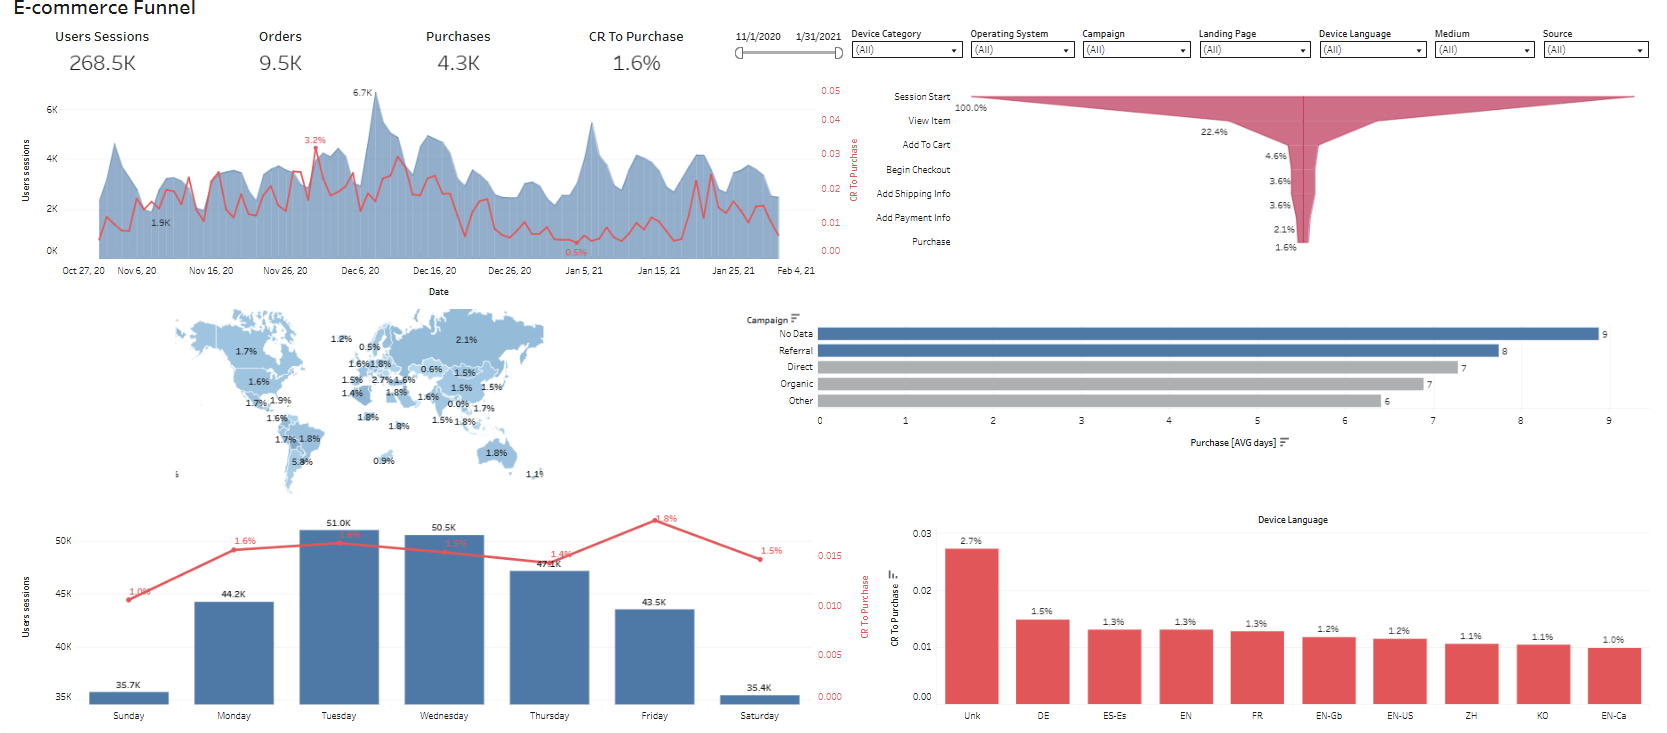 E-commerce Funnel
Users Sessions
268.5K
Orders
9.5K
Purchases
4.3K
CR To Purchase
1.6%
11/1/2020 1/31/2021
Device Category
(All)
Operating System
(All)
Campaign
(All)
Landing Page
(All)
Device Language
(All)
Medium
(All)
Source
(All)
Users sessions
6K
4K
2K
0K
6.7K
3.2%
1.9K
0.5%
0.05
0.04
0.03
0.02
0.01
0.00
CR To Purchase
Oct 27, 20 Nov 6, 20 Nov 16, 20 Nov 26, 20 Dec 6, 20 Dec 16, 20 Dec 26, 20 Jan 5, 21 Jan 15, 21 Jan 25, 21 Feb 4, 21
Date
Session Start
100.0%
View Item
22.4%
Add To Cart
4.6%
Begin Checkout
3.6%
Add Shipping Info
3.6%
Add Payment Info
2.1%
Purchase
1.6%
1.2% 0.5% 2.1%
1.7%
1.6% 1.8% 0.6% 1.5%
1.6% 1.5% 2.7% 1.6% 1.5% 1.5%
1.4% 1.8% 1.6%
1.7% 1.9% 0.0% 1.7%
1.6% 1.8% 1.8% 1.5% 1.8%
1.7% 1.8%
5.8% 0.9% 1.8%
1.1%
Campaign
No Data 9
Referral 8
Direct 7
Organic 7
Other 6
0 1 2 3 4 5 6 7 8 9
Purchase [AVG days]
Users sessions
50K
45K
40K
35K
35.7K
44.2K
51.0K
50.5K
47.1K
43.5K
35.4K
1.0%
1.6%
1.6%
1.5%
1.4%
1.8%
1.5%
0.015
0.010
0.005
0.000
CR To Purchase
Sunday Monday Tuesday Wednesday Thursday Friday Saturday
Device Language
CR To Purchase
0.03
0.02
0.01
0.00
2.7% 1.5% 1.3% 1.3% 1.3% 1.2% 1.2% 1.1% 1.1% 1.0%
Unk DE ES-Es EN FR EN-Gb EN-US ZH KO EN-Ca